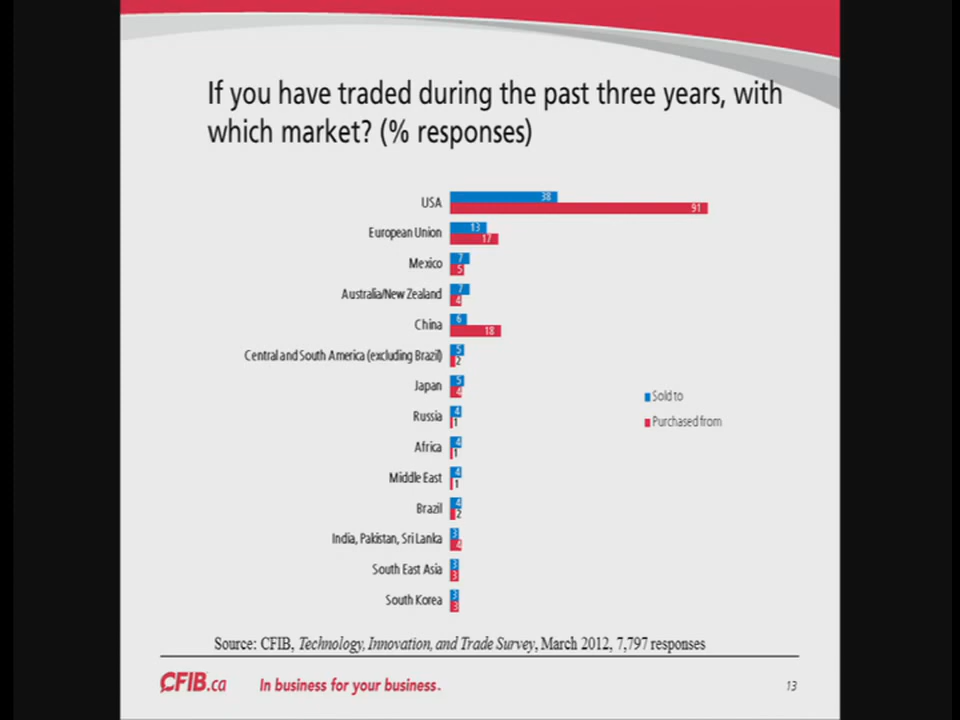 If you have traded during the past three years, with
which market? (% responses)
USA
38
91
European Union
13
17
Mexico
7
5
Australia/New Zealand
7
4
China
6
18
Central and South America (excluding Brazil)
5
2
Japan
5
4
Russia
4
1
Africa
4
1
Middle East
4
1
Brazil
4
2
India, Pakistan, Sri Lanka
3
4
South East Asia
3
3
South Korea
3
3
Sold to
Purchased from
Source: CFIB, Technology, Innovation, and Trade Survey, March 2012, 7,797 responses
CFIB.ca In business for your business. 13